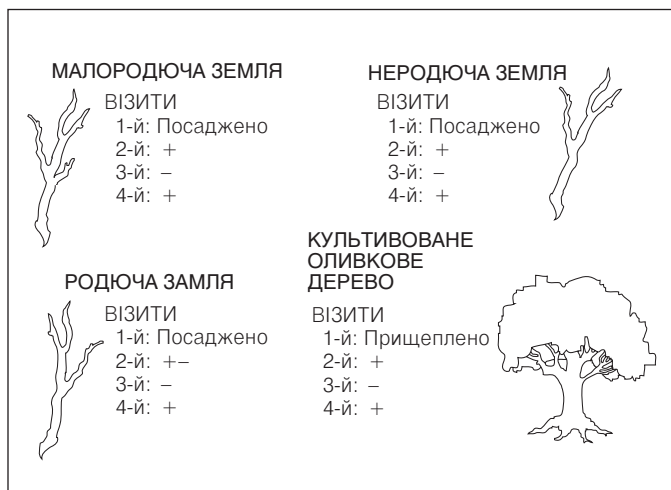 МАЛОРОДЮЧА ЗЕМЛЯ
ВІЗИТИ
1-й: Посаджено
2-й: +
3-й: –
4-й: +
НЕРОДЮЧА ЗЕМЛЯ
ВІЗИТИ
1-й: Посаджено
2-й: +
3-й: –
4-й: +
РОДЮЧА ЗАМЛЯ
ВІЗИТИ
1-й: Посаджено
2-й: +–
3-й: –
4-й: +
КУЛЬТИВОВАНЕ
ОЛИВКОВЕ
ДЕРЕВО
ВІЗИТИ
1-й: Прищеплено
2-й: +
3-й: –
4-й: +